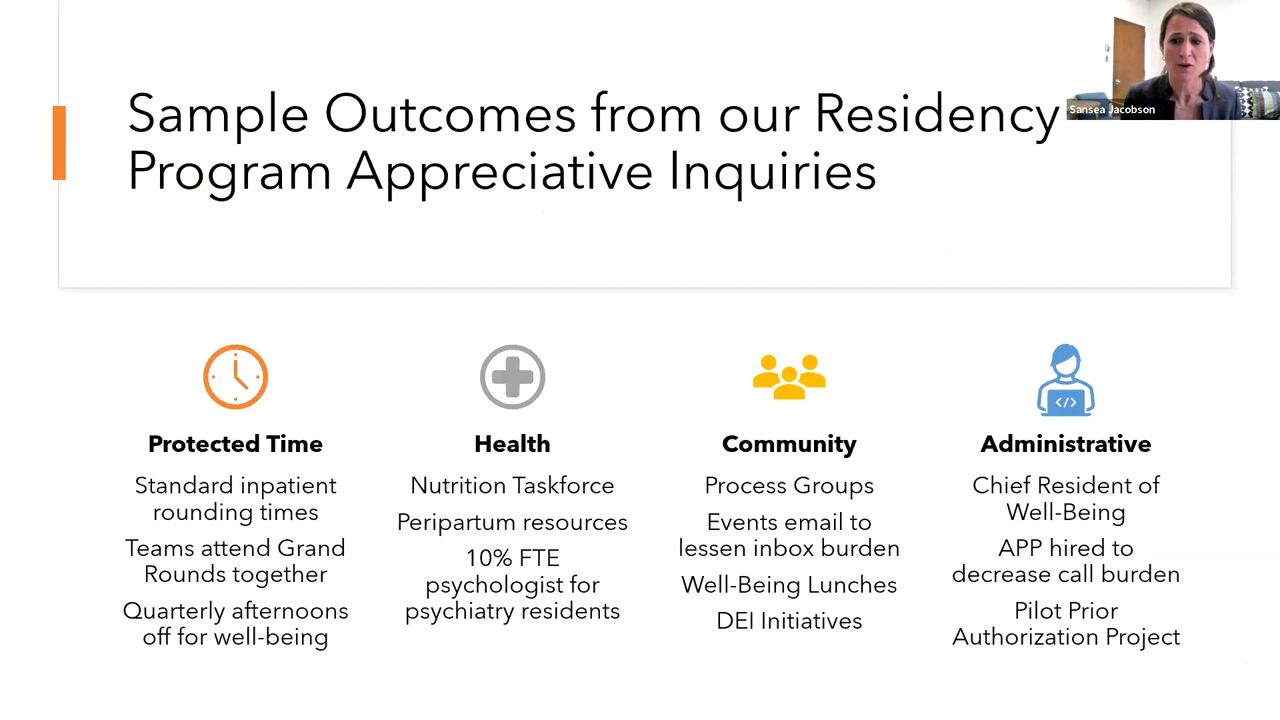 Sample Outcomes from our Residency
Program Appreciative Inquiries
Sansea Jacobson
Protected Time
Standard inpatient
rounding times
Teams attend Grand
Rounds together
Quarterly afternoons
off for well-being
Health
Nutrition Taskforce
Peripartum resources
10% FTE
psychologist for
psychiatry residents
Community
Process Groups
Events email to
lessen inbox burden
Well-Being Lunches
DEI Initiatives
</>
Administrative
Chief Resident of
Well-Being
APP hired to
decrease call burden
Pilot Prior
Authorization Project